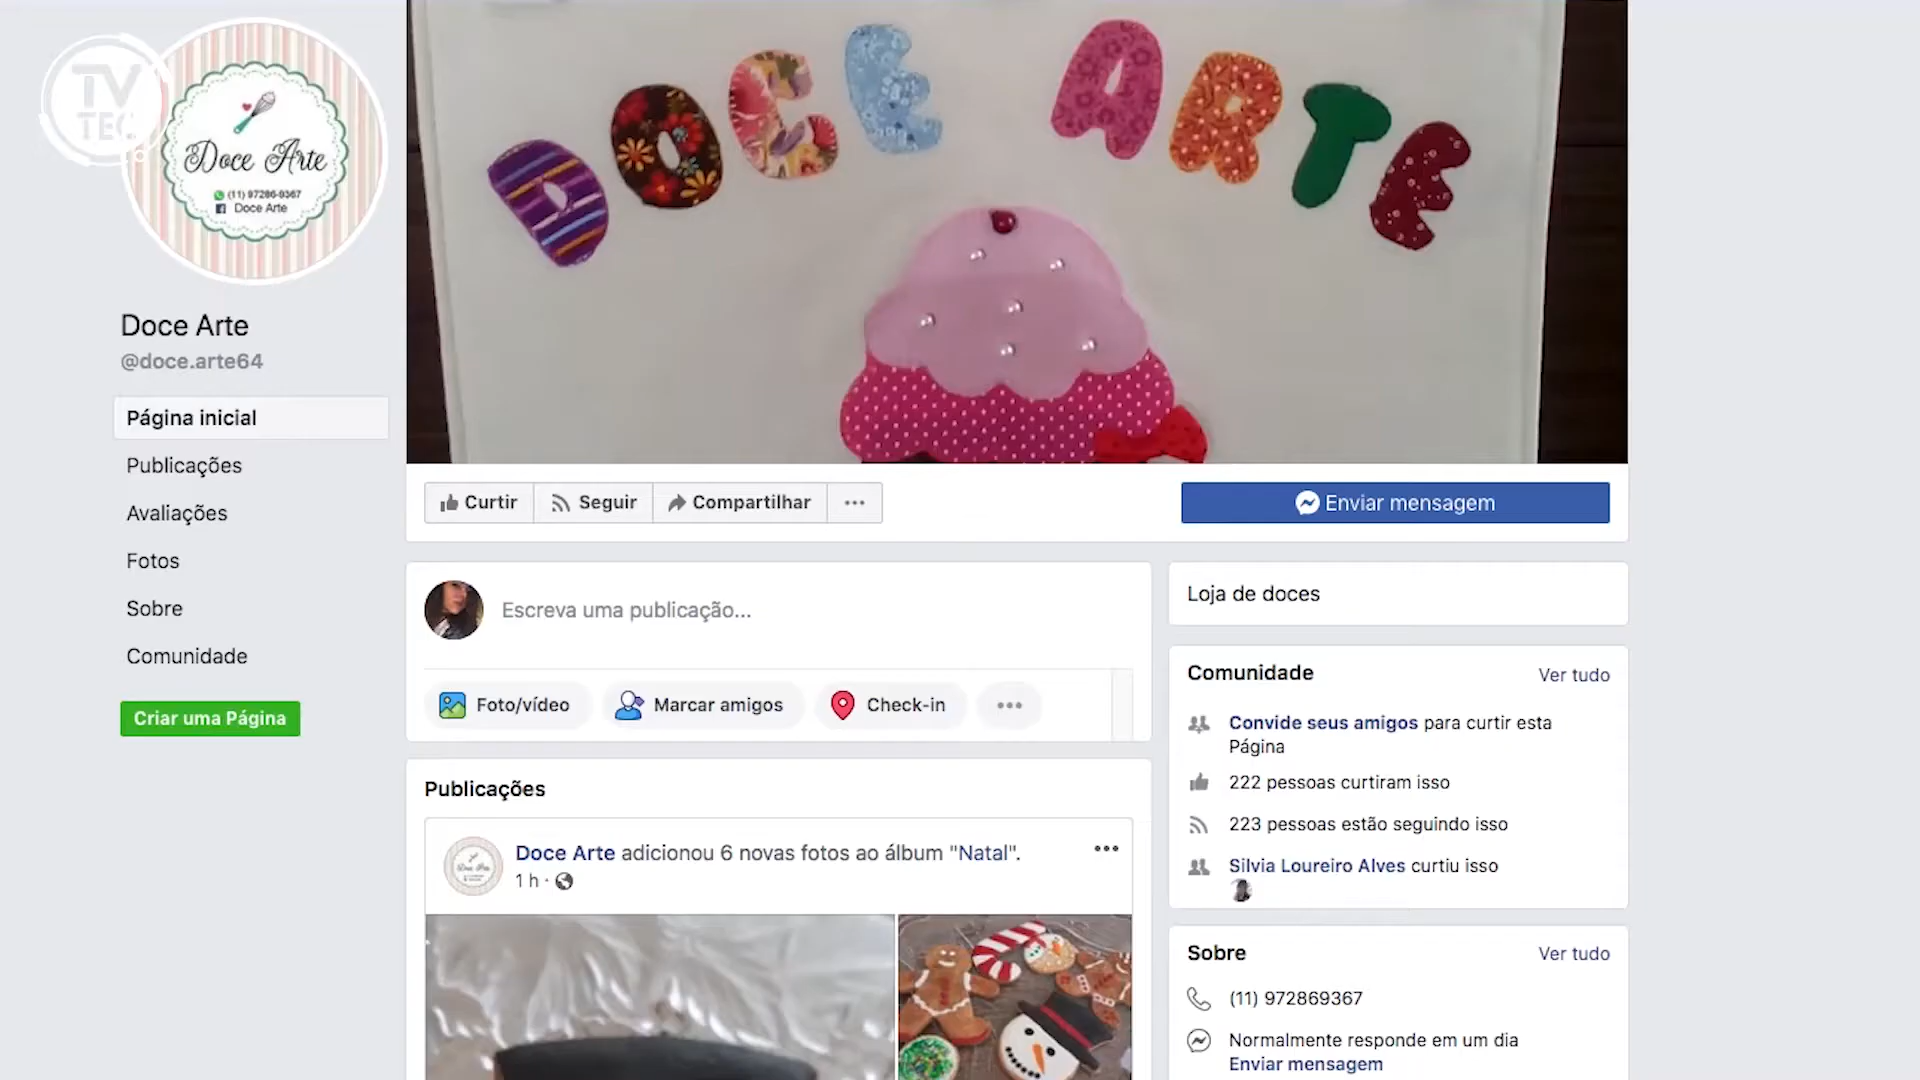 TV
TEC
Doce Arte
(11) 97286-9367
Doce Arte
DOCE ARTE
Doce Arte
@doce.arte64
Página inicial
Publicações
Avaliações
Fotos
Sobre
Comunidade
Criar uma Página
Curtir
Seguir
Compartilhar
Enviar mensagem
Escreva uma publicação...
Foto/vídeo
Marcar amigos
Check-in
Publicações
Doce Arte adicionou 6 novas fotos ao álbum "Natal".
1 h ·
Loja de doces
Comunidade
Ver tudo
Convide seus amigos para curtir esta
Página
222 pessoas curtiram isso
223 pessoas estão seguindo isso
Silvia Loureiro Alves curtiu isso
Sobre
Ver tudo
(11) 972869367
Normalmente responde em um dia
Enviar mensagem